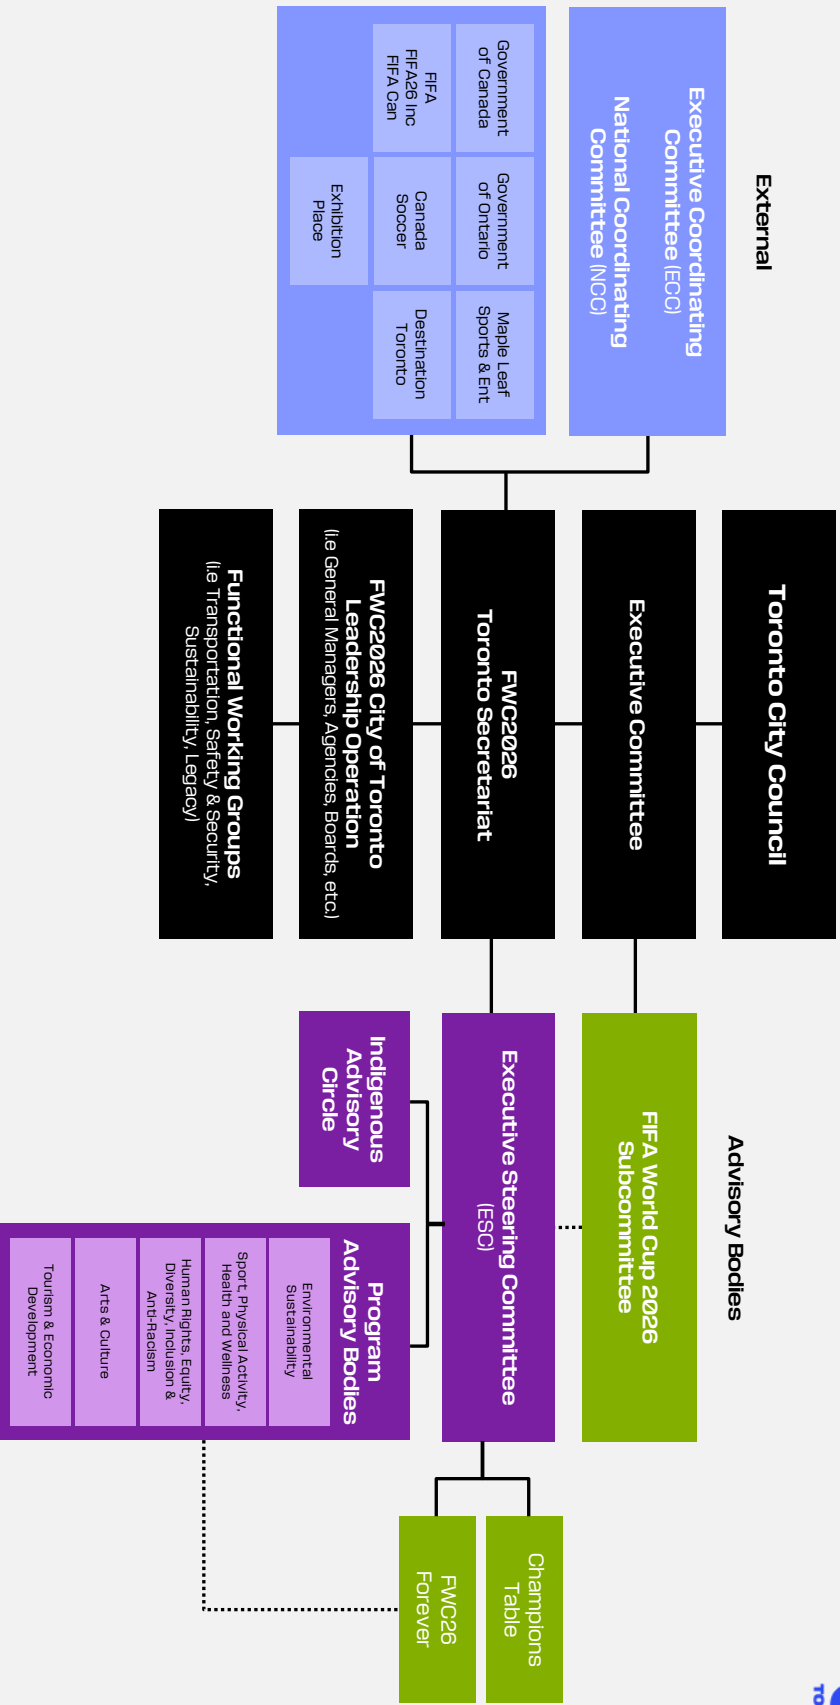 External
Advisory Bodies
Executive Coordinating
Committee (ECC)
National Coordinating
Committee (NCC)
Government
of Canada
Government
of Ontario
Maple Leaf
Sports & Ent
FIFA
FIFA26 Inc
FIFA Can
Canada
Soccer
Destination
Toronto
Exhibition
Place
Toronto City Council
Executive Committee
FWC2026
Toronto Secretariat
FWC2026 City of Toronto
Leadership Operation
(i.e General Managers, Agencies, Boards, etc.)
Functional Working Groups
(i.e Transportation, Safety & Security,
Sustainability, Legacy)
FIFA World Cup 2026
Subcommittee
Executive Steering Committee
(ESC)
Indigenous
Advisory
Circle
Program
Advisory Bodies
Environmental
Sustainability
Sport, Physical Activity,
Health and Wellness
Human Rights, Equity,
Diversity, Inclusion &
Anti-Racism
Arts & Culture
Tourism & Economic
Development
Champions
Table
FWC26
Forever
TO